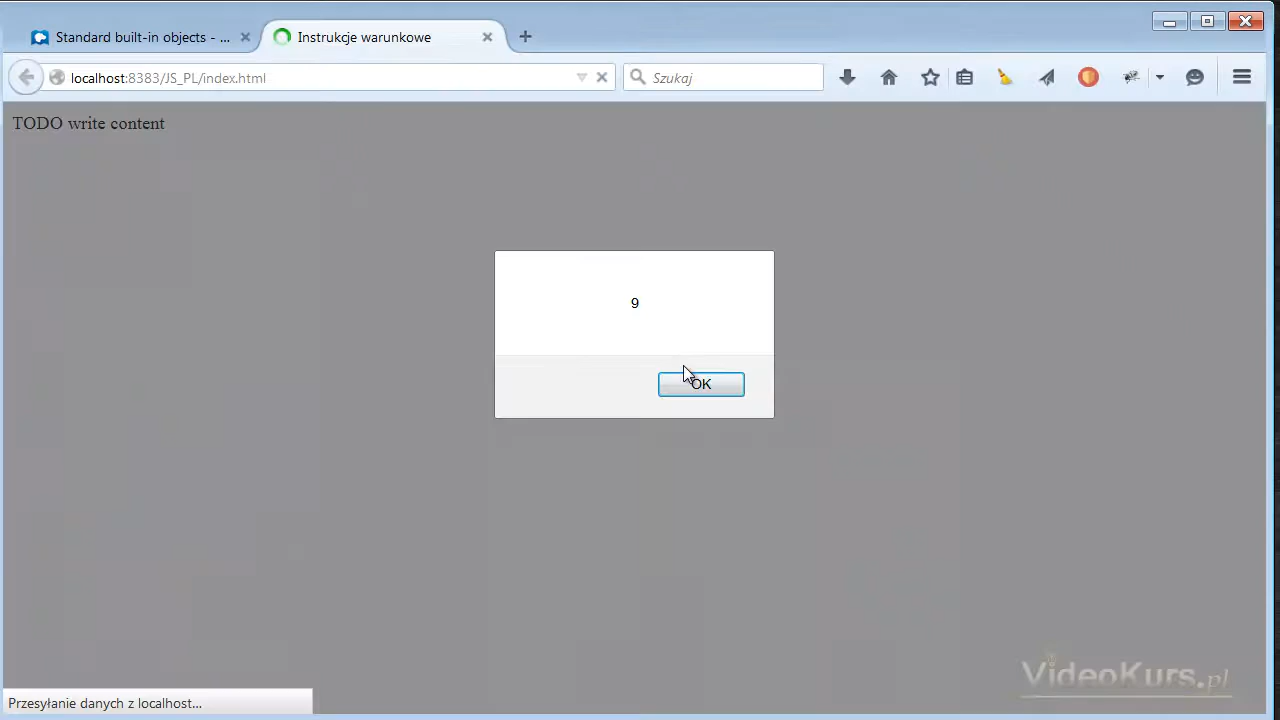 Standard built-in objects - ...
Instrukcje warunkowe
localhost:8383/JS_PL/index.html
Szukaj
TODO write content
9
OK
VideoKurs.pl
Przesyłanie danych z localhost...